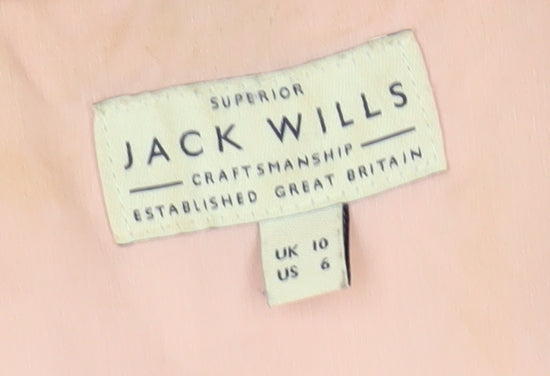 SUPERIOR
JACK WILLS
CRAFTSMANSHIP
ESTABLISHED GREAT BRITAIN
UK 10
US 6